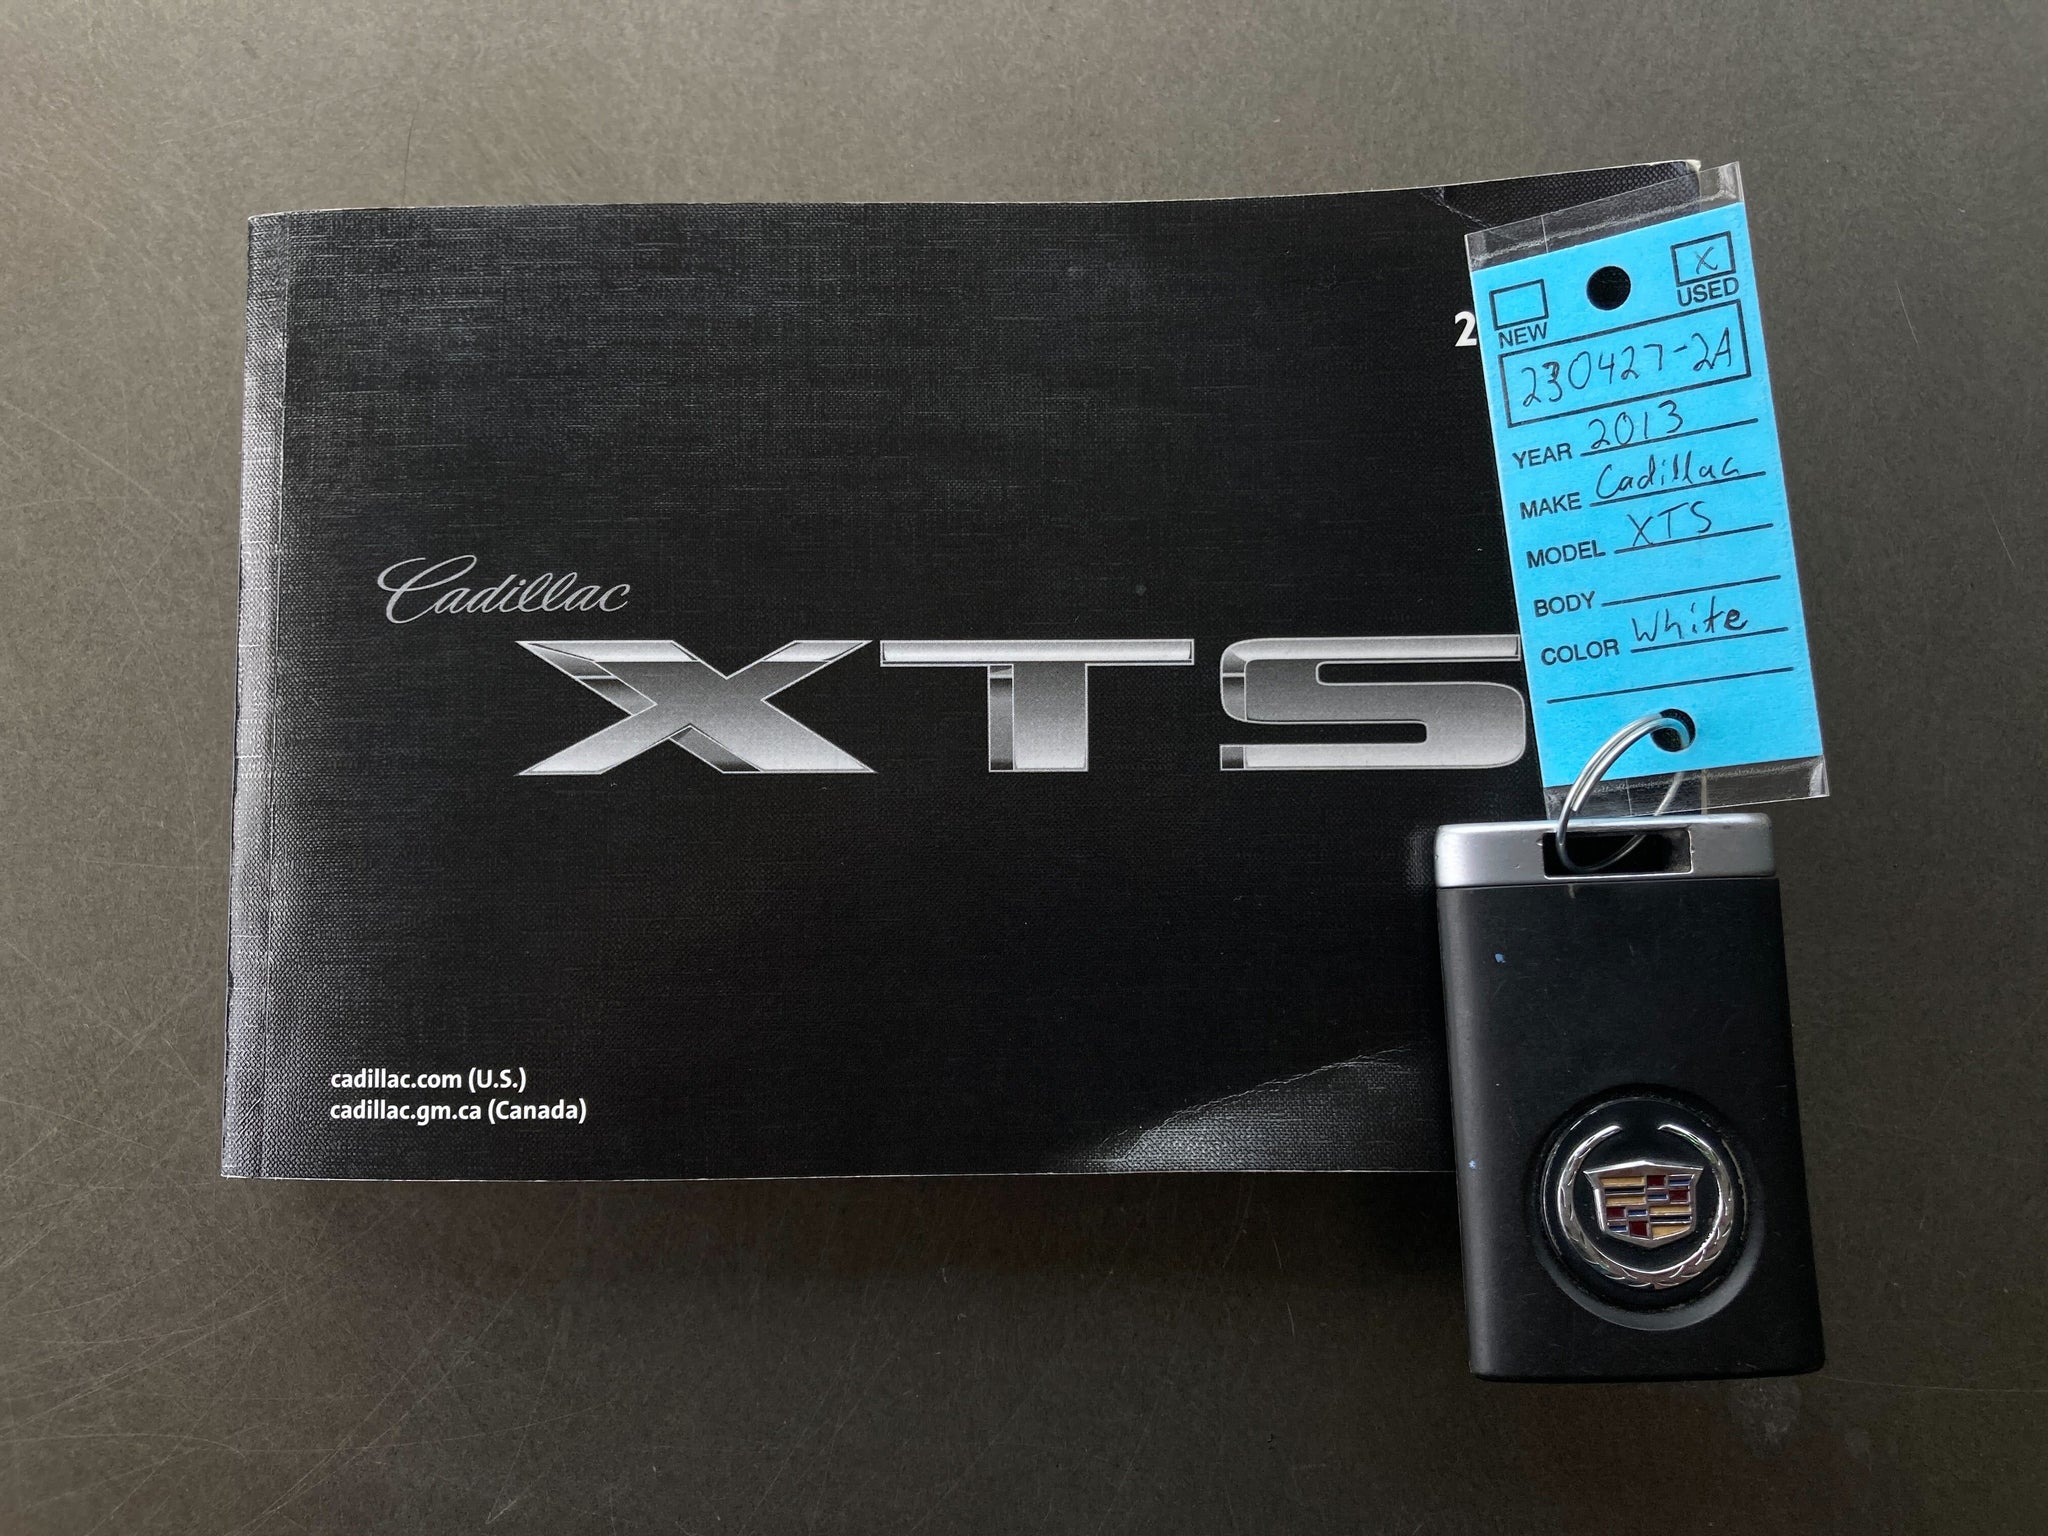 2
Cadillac
XTS
cadillac.com (U.S.)
cadillac.gm.ca (Canada)
X
NEW USED
230427-2A
YEAR 2013
MAKE Cadillac
MODEL XTS
BODY
COLOR White